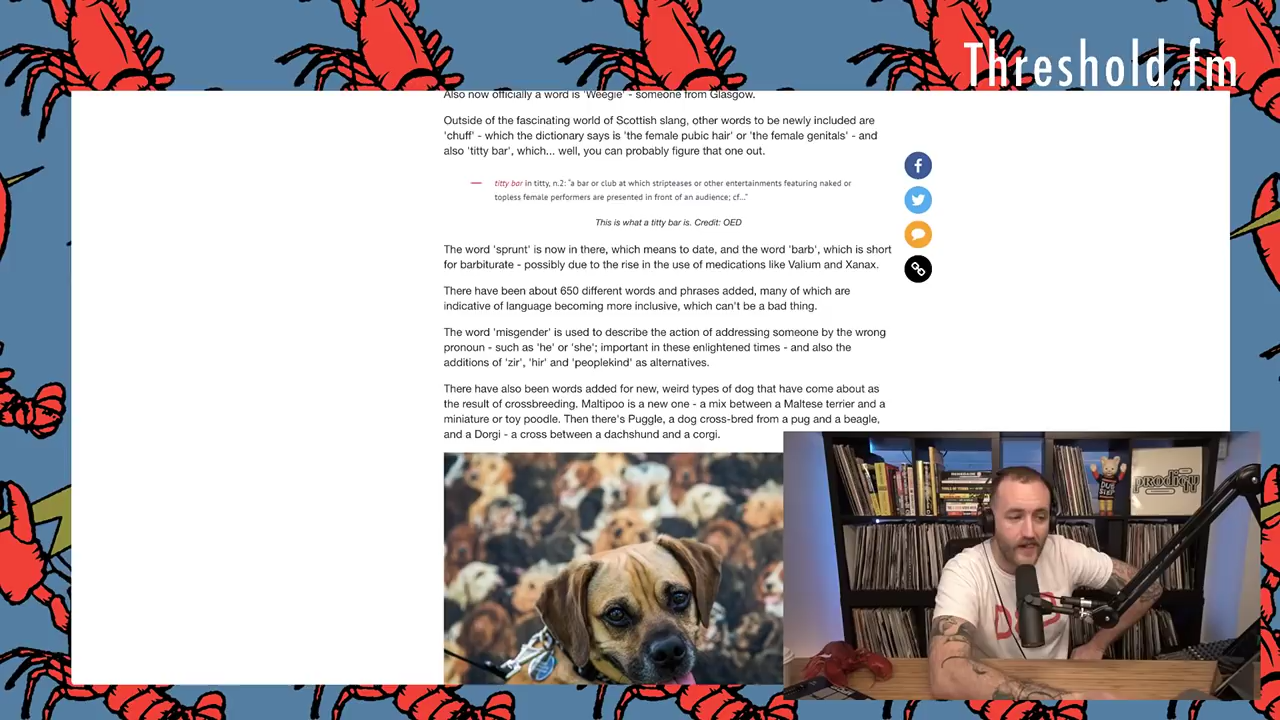 Threshold.fm
Also now officially a word is 'Weegie' - someone from Glasgow.
Outside of the fascinating world of Scottish slang, other words to be newly included are
'chuff' - which the dictionary says is 'the female pubic hair' or 'the female genitals' - and
also 'titty bar', which... well, you can probably figure that one out.
titty bar in titty, n.2: "a bar or club at which stripteases or other entertainments featuring naked or
topless female performers are presented in front of an audience; cf..."
This is what a titty bar is. Credit: OED
The word 'sprunt' is now in there, which means to date, and the word 'barb', which is short
for barbiturate - possibly due to the rise in the use of medications like Valium and Xanax.
There have been about 650 different words and phrases added, many of which are
indicative of language becoming more inclusive, which can't be a bad thing.
The word 'misgender' is used to describe the action of addressing someone by the wrong
pronoun - such as 'he' or 'she'; important in these enlightened times - and also the
additions of 'zir', 'hir' and 'peoplekind' as alternatives.
There have also been words added for new, weird types of dog that have come about as
the result of crossbreeding. Maltipoo is a new one - a mix between a Maltese terrier and a
miniature or toy poodle. Then there's Puggle, a dog cross-bred from a pug and a beagle,
and a Dorgi - a cross between a dachshund and a corgi.
prodigy